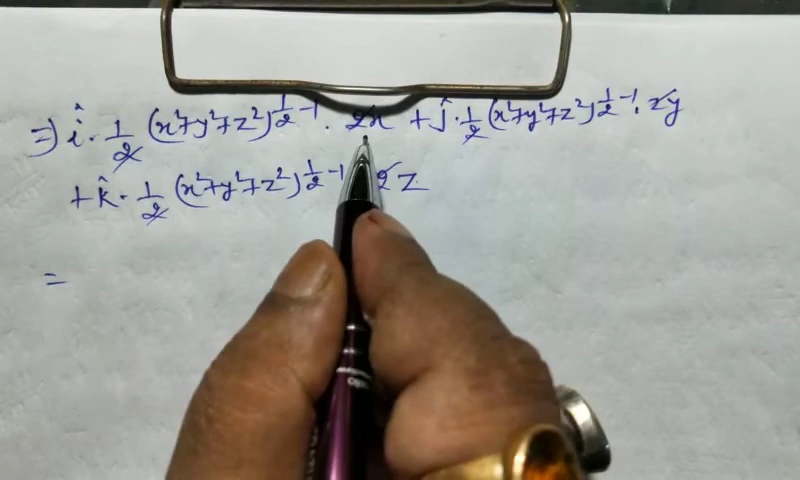 ⇒ î · 1/2 (x²+y²+z²)^{1/2 -1} · 2x + ĵ · 1/2 (x²+y²+z²)^{1/2 -1} · 2y
+ k̂ · 1/2 (x²+y²+z²)^{1/2 -1} 2z
=